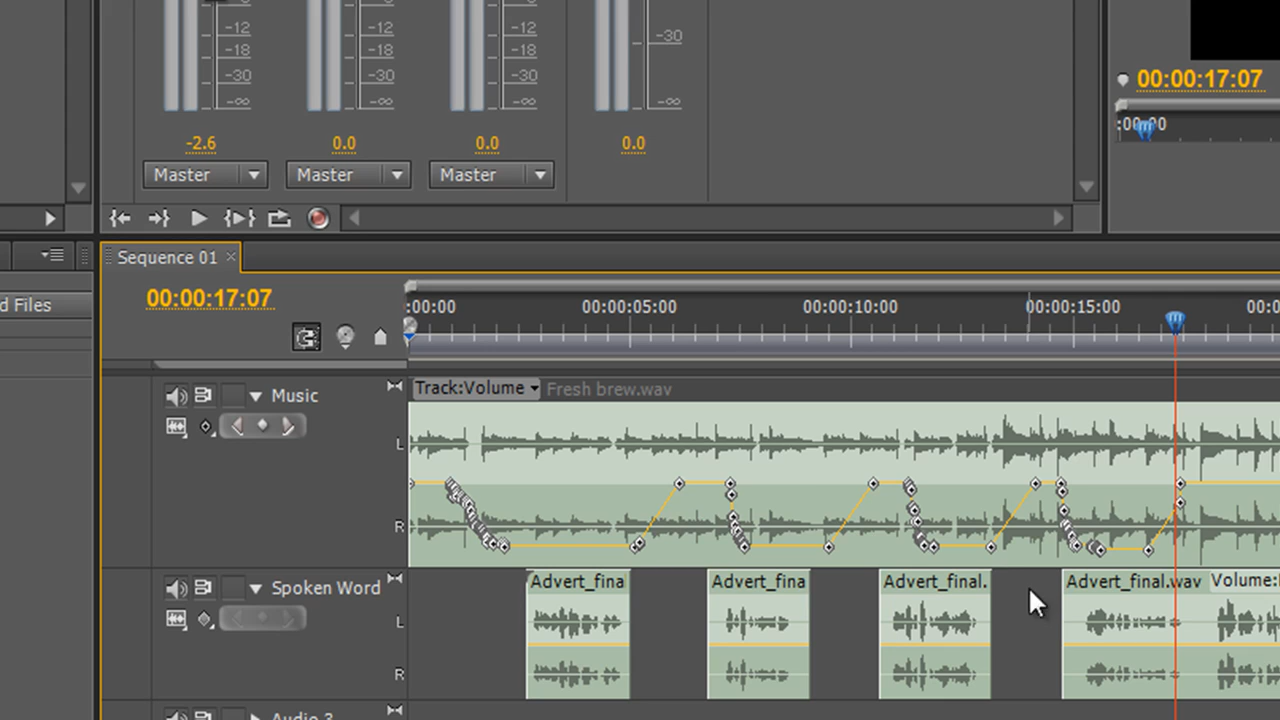 -12 -12 -12
-18 -18 -18 -30
-30 -30 -30
-∞ -∞ -∞ -∞
00:00:17:07
:00:00
-2.6 0.0 0.0 0.0
Master Master Master
Sequence 01
00:00:17:07
d Files
:00:00 00:00:05:00 00:00:10:00 00:00:15:00 00:0
Music
Track:Volume Fresh brew.wav
L
R
Spoken Word
Advert_fina Advert_fina Advert_final. Advert_final.wav Volume:
L
R
Audio 3